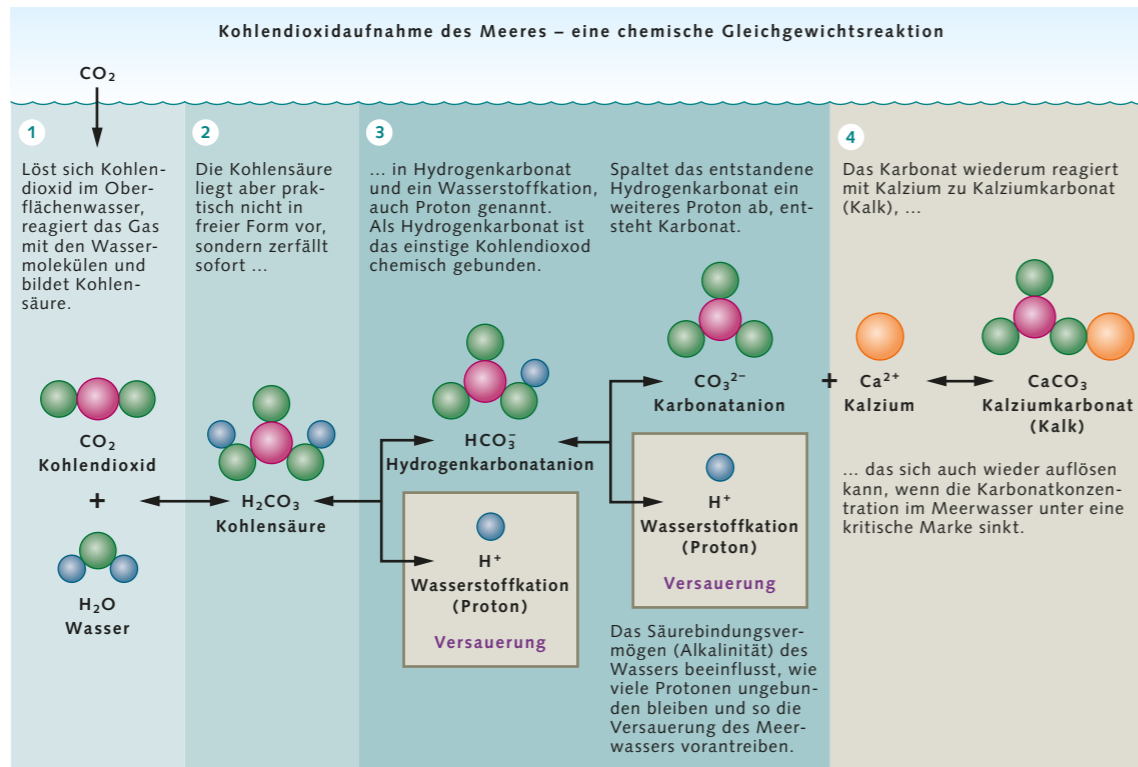 Kohlendioxidaufnahme des Meeres – eine chemische Gleichgewichtsreaktion
CO₂
1
Löst sich Kohlen-
dioxid im Ober-
flächenwasser,
reagiert das Gas
mit den Wasser-
molekülen und
bildet Kohlen-
säure.
CO₂
Kohlendioxid
+
H₂O
Wasser
2
Die Kohlensäure
liegt aber prak-
tisch nicht in
freier Form vor,
sondern zerfällt
sofort ...
H₂CO₃
Kohlensäure
3
... in Hydrogenkarbonat
und ein Wasserstoffkation,
auch Proton genannt.
Als Hydrogenkarbonat ist
das einstige Kohlendioxod
chemisch gebunden.
HCO₃⁻
Hydrogenkarbonatanion
H⁺
Wasserstoffkation
(Proton)
Versauerung
Spaltet das entstandene
Hydrogenkarbonat ein
weiteres Proton ab, ent-
steht Karbonat.
CO₃²⁻
Karbonatanion
H⁺
Wasserstoffkation
(Proton)
Versauerung
Das Säurebindungsver-
mögen (Alkalinität) des
Wassers beeinflusst, wie
viele Protonen ungebun-
den bleiben und so die
Versauerung des Meer-
wassers vorantreiben.
4
Das Karbonat wiederum reagiert
mit Kalzium zu Kalziumkarbonat
(Kalk), ...
+
Ca²⁺
Kalzium
CaCO₃
Kalziumkarbonat
(Kalk)
... das sich auch wieder auflösen
kann, wenn die Karbonatkonzen-
tration im Meerwasser unter eine
kritische Marke sinkt.